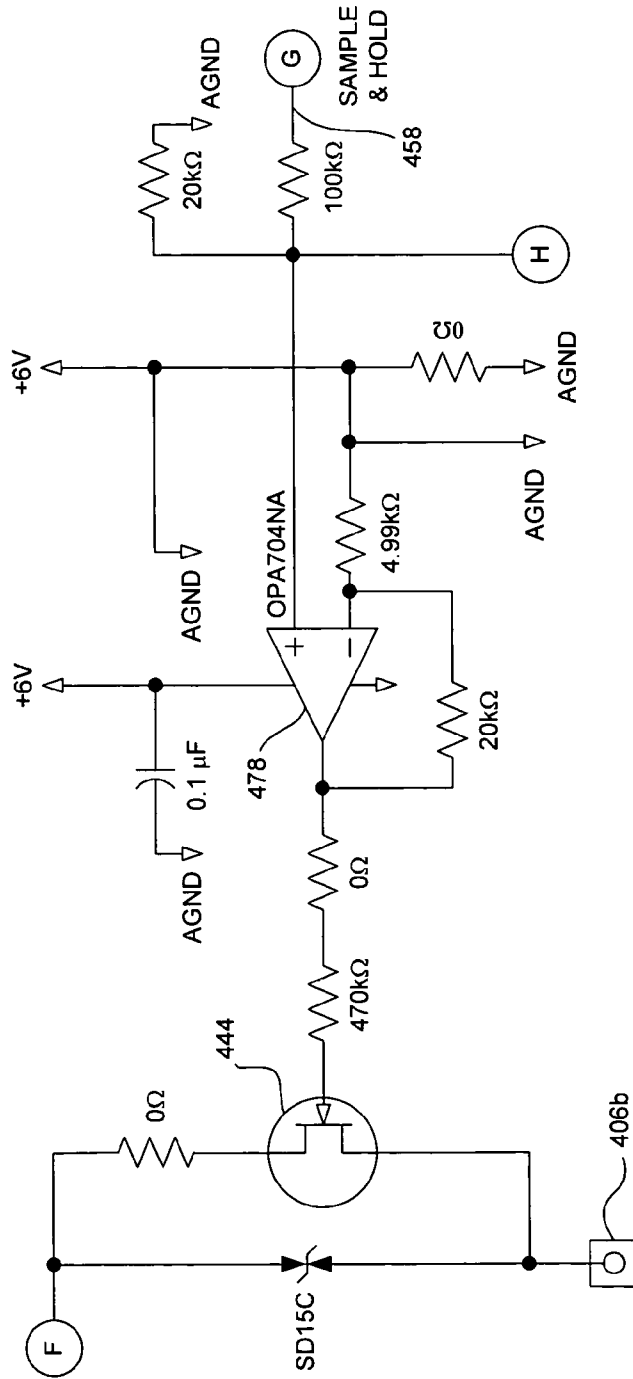 F
0Ω
444
SD15C
406b
470kΩ
0Ω
AGND
0.1 µF
+6V
478
OPA704NA
+
−
20kΩ
4.99kΩ
AGND
+6V
AGND
0Ω
AGND
20kΩ
AGND
100kΩ
458
G
SAMPLE
& HOLD
H